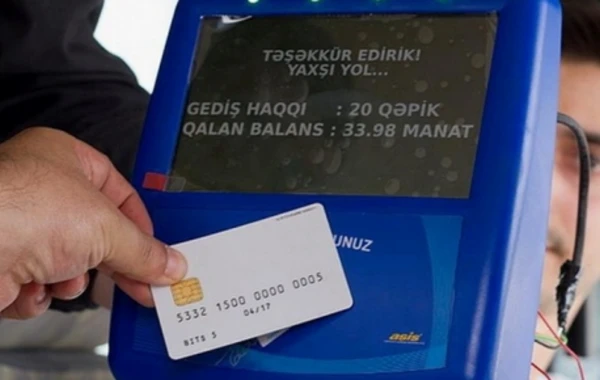 TƏŞƏKKÜR EDİRİK!
YAXŞI YOL...
GEDİŞ HAQQI : 20 QƏPİK
QALAN BALANS : 33.98 MANAT
UNUZ
5332 1500 0000 0005
04/17
BITS 5
asis